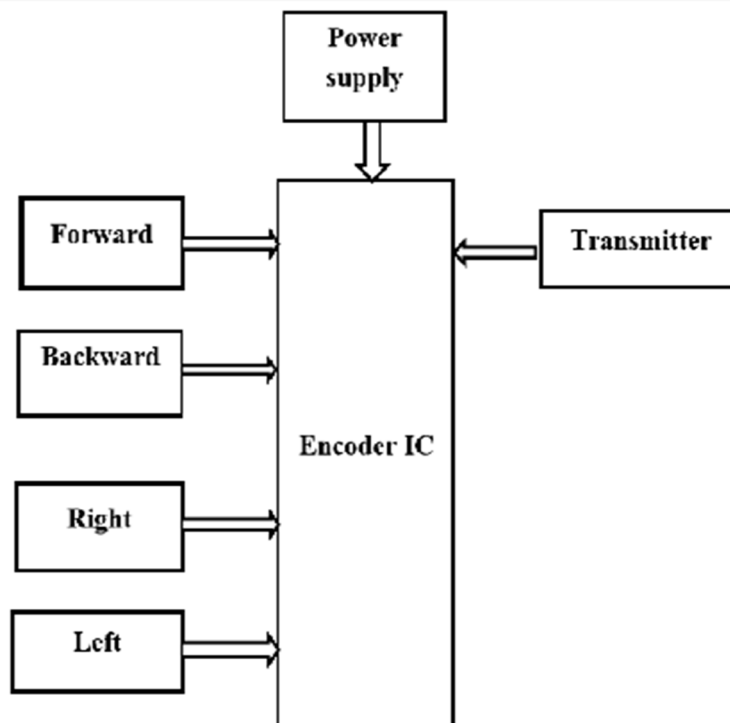 Power
supply
Forward
Transmitter
Backward
Encoder IC
Right
Left